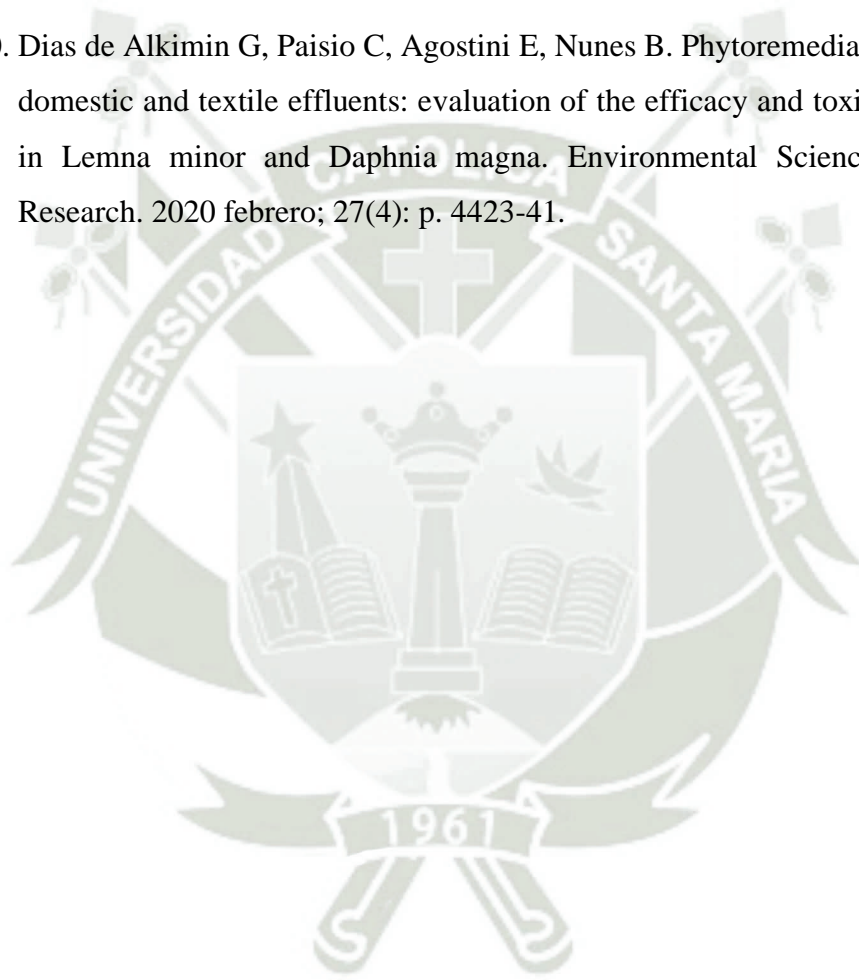 ). Dias de Alkimin G, Paisio C, Agostini E, Nunes B. Phytoremedia
domestic and textile effluents: evaluation of the efficacy and toxi
in Lemna minor and Daphnia magna. Environmental Scienc
Research. 2020 febrero; 27(4): p. 4423-41.
UNIVERSIDAD CATOLICA SANTA MARIA
1961